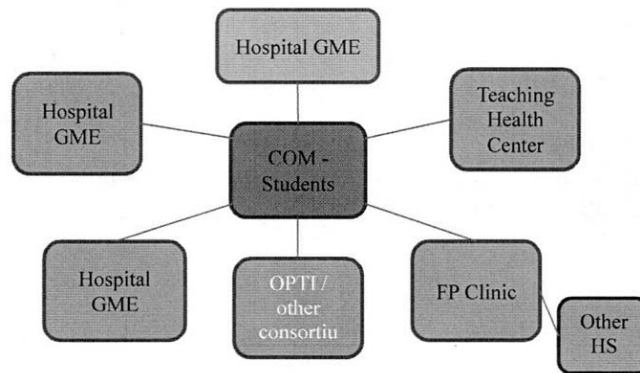 Hospital GME
Hospital
GME
Teaching
Health
Center
COM -
Students
Hospital
GME
OPTI /
other
consortiu
FP Clinic
Other
HS